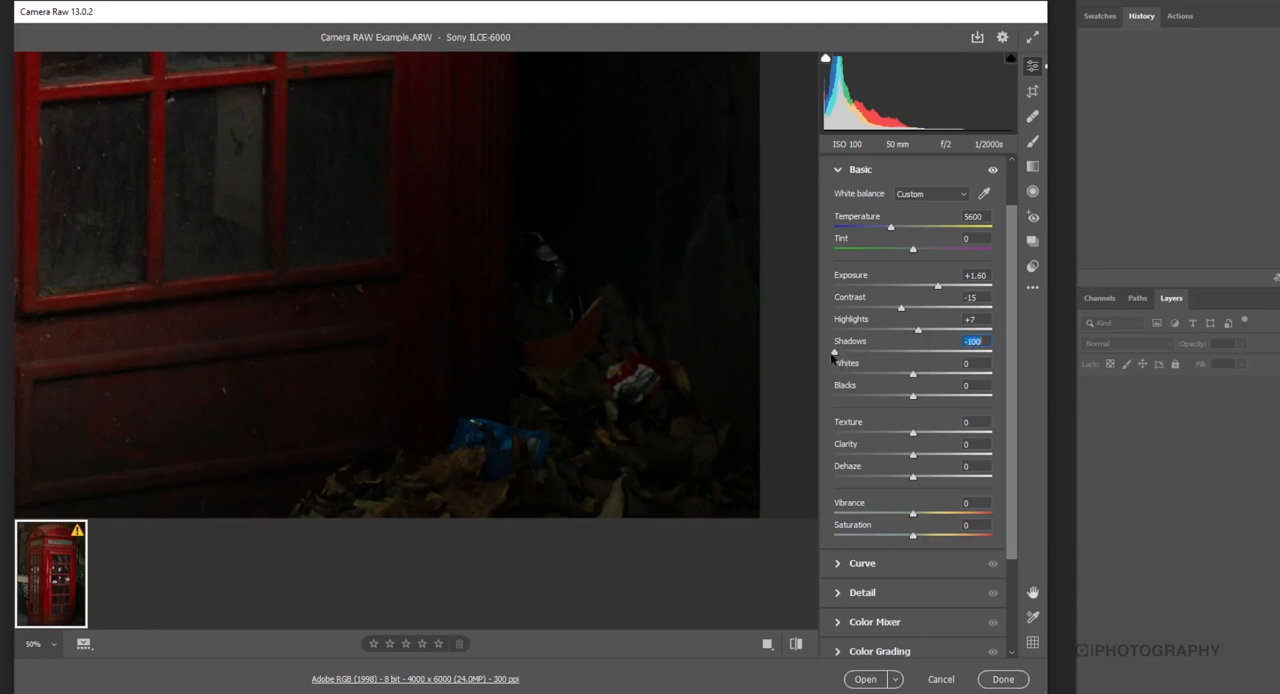 Camera Raw 13.0.2
Camera RAW Example.ARW - Sony ILCE-6000
Swatches History Actions
ISO 100 50 mm f/2 1/2000s
Basic
White balance Custom
Temperature 5600
Tint 0
Exposure +1.60
Contrast -15
Highlights +7
Shadows -100
Whites 0
Blacks 0
Texture 0
Clarity 0
Dehaze 0
Vibrance 0
Saturation 0
Curve
Detail
Color Mixer
Color Grading
Channels Paths Layers
Kind
Normal Opacity:
Lock: Fill:
50%
iPHOTOGRAPHY
Adobe RGB (1998) - 8 bit - 4000 x 6000 (24.0MP) - 300 ppi
Open Cancel Done